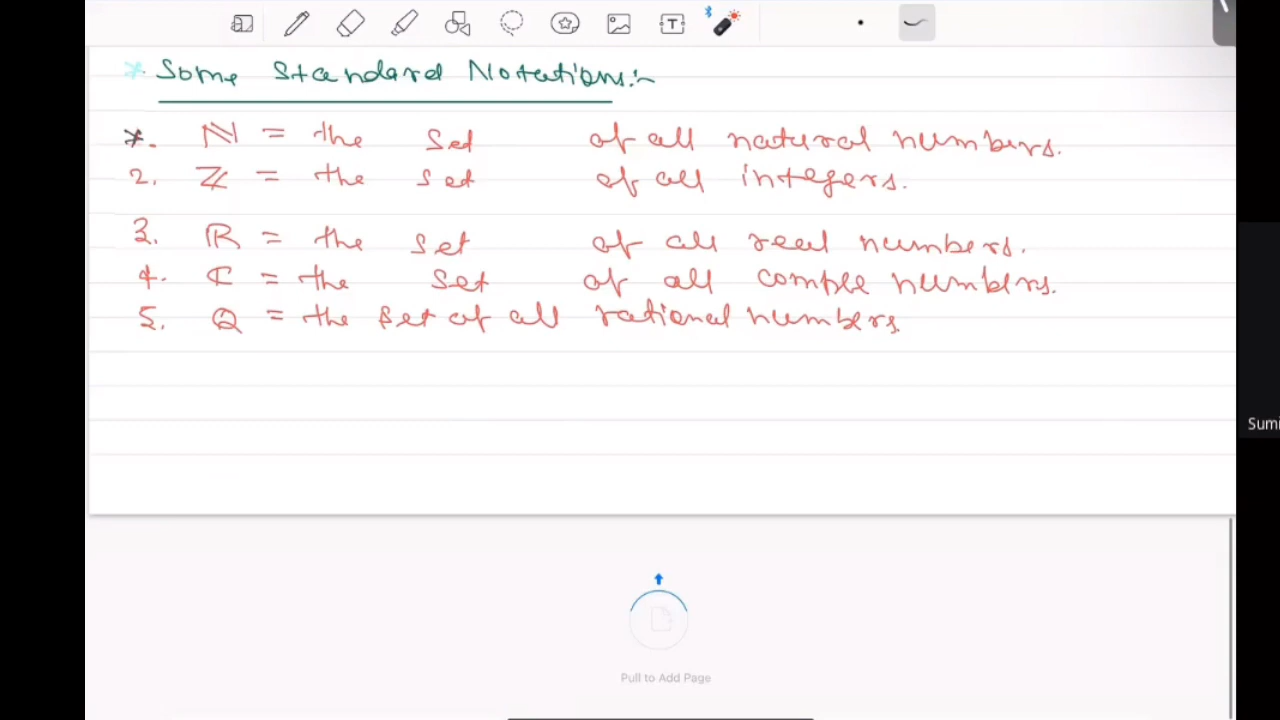 * Some Standard Notations:-
*. ℕ = the set of all natural numbers.
2. ℤ = the set of all integers.
3. ℝ = the set of all real numbers.
4. ℂ = the set of all comple numbers.
5. ℚ = the set of all rational numbers.
Sumi
Pull to Add Page